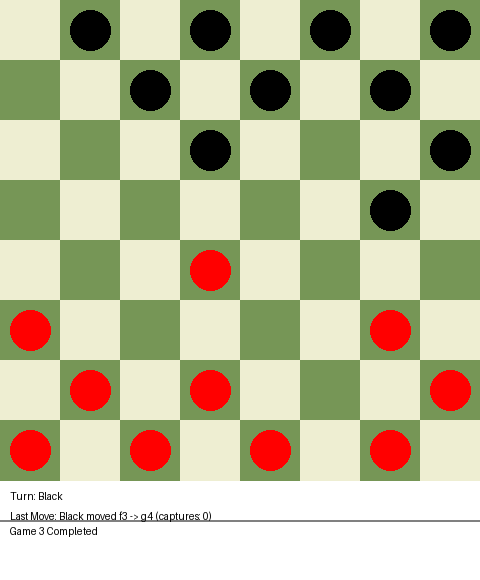 Turn: Black
Last Move: Black moved f3 -> g4 (captures: 0)
Game 3 Completed